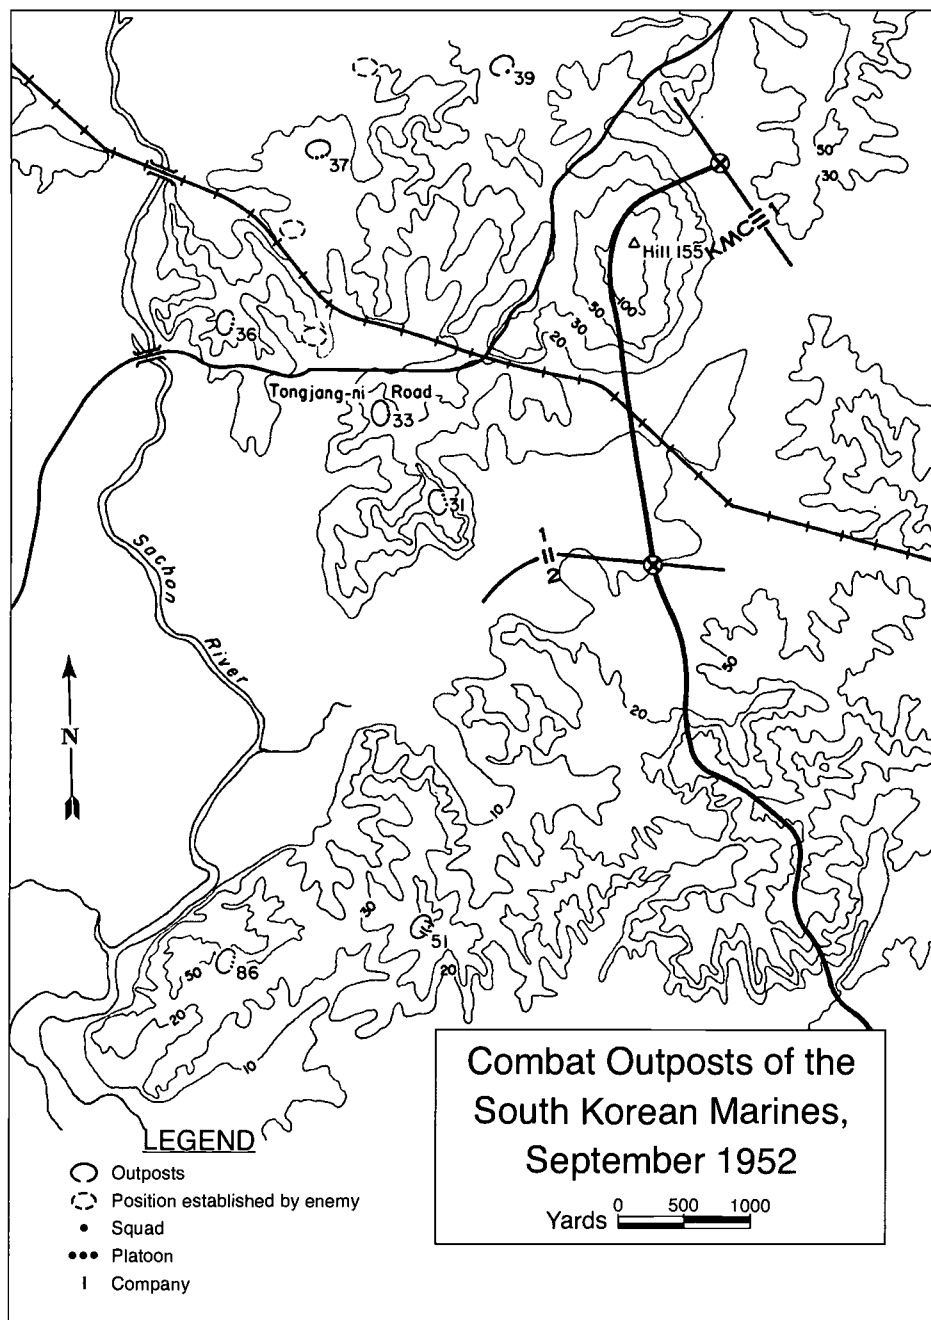 39
37
50
30
KMC 1
Hill 155
36
50
100
30
20
Tongjang-ni Road
33
31
1
2
Sachon River
50
20
N
10
30
51
50
86
20
20
10
Combat Outposts of the
South Korean Marines,
September 1952
0 500 1000
Yards
LEGEND
Outposts
Position established by enemy
Squad
Platoon
Company